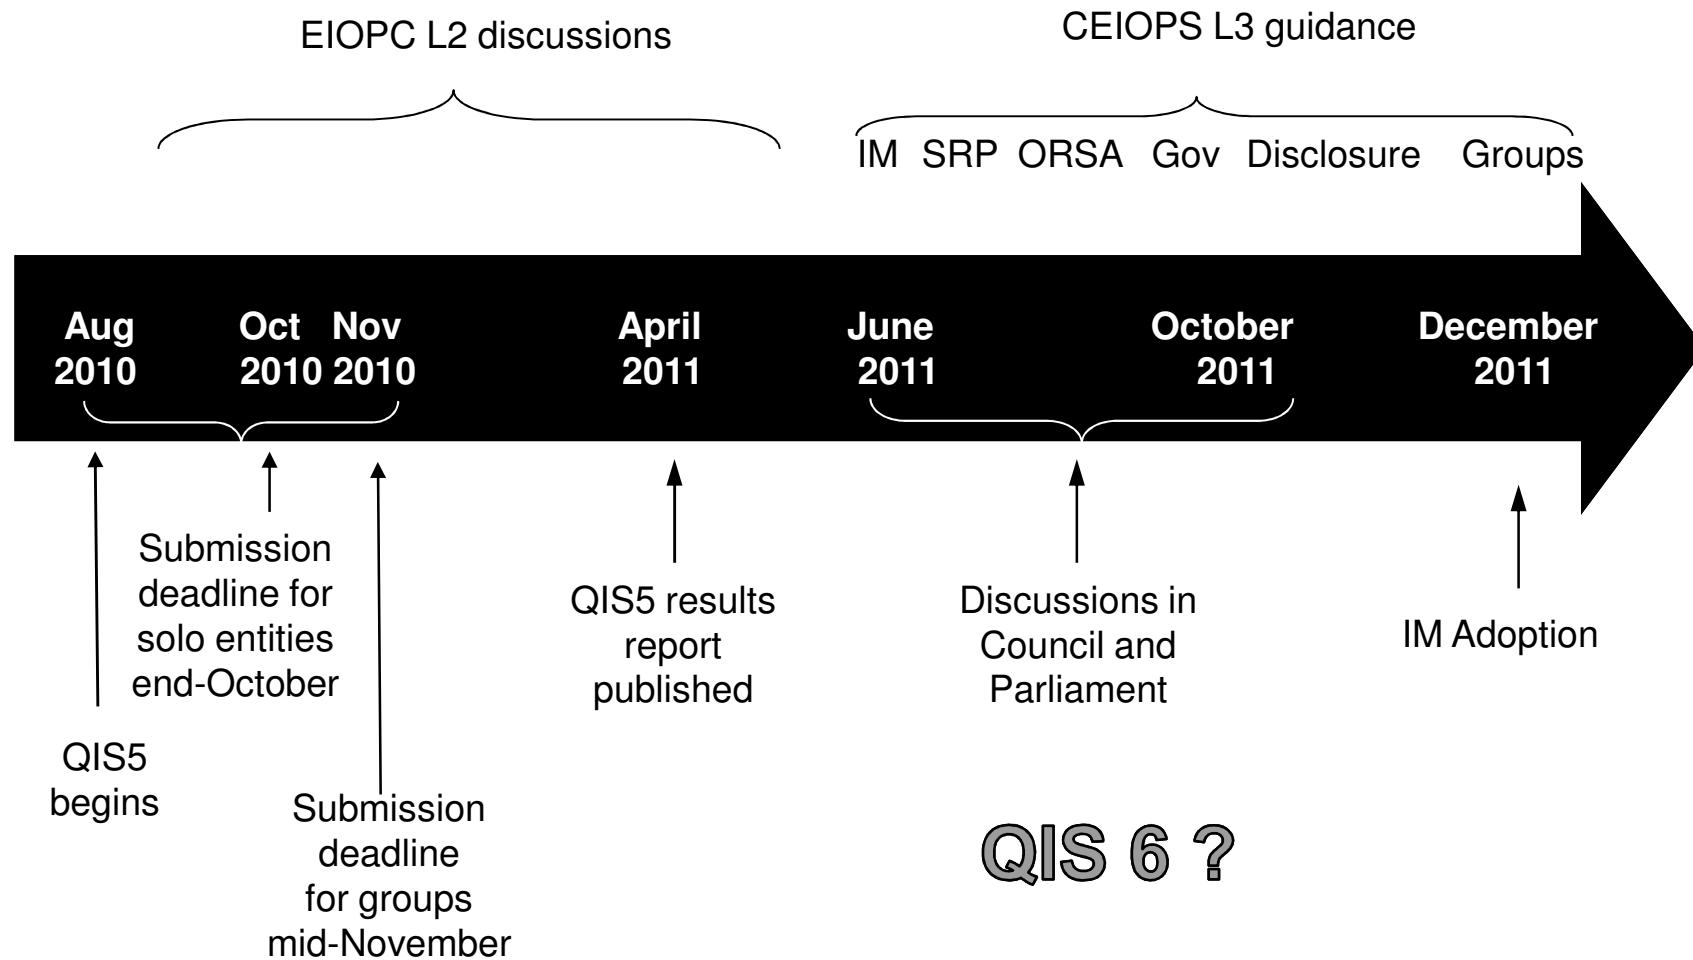 EIOPC L2 discussions
CEIOPS L3 guidance
IM SRP ORSA Gov Disclosure Groups
Aug 2010
Oct 2010
Nov 2010
April 2011
June 2011
October 2011
December 2011
QIS5
begins
Submission
deadline for
solo entities
end-October
Submission
deadline
for groups
mid-November
QIS5 results
report
published
Discussions in
Council and
Parliament
IM Adoption
QIS 6 ?